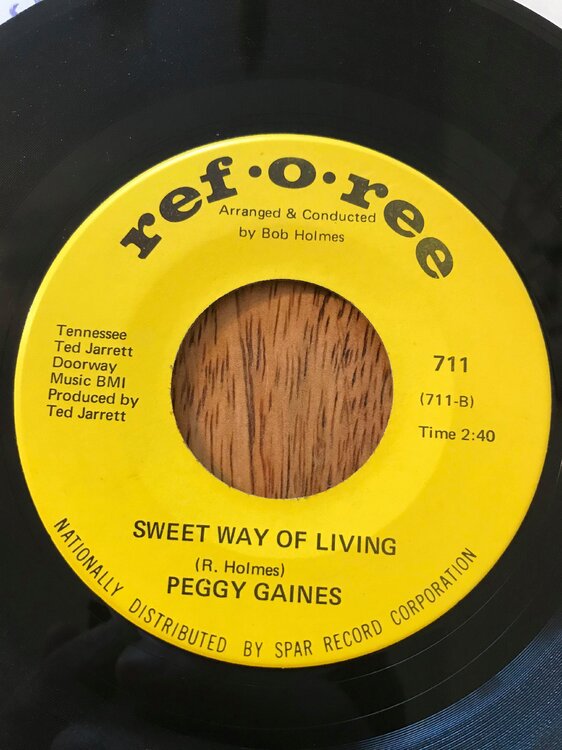 ref·o·ree
Arranged & Conducted
by Bob Holmes
Tennessee
Ted Jarrett
Doorway
Music BMI
Produced by
Ted Jarrett
711
(711-B)
Time 2:40
SWEET WAY OF LIVING
(R. Holmes)
PEGGY GAINES
NATIONALLY DISTRIBUTED BY SPAR RECORD CORPORATION